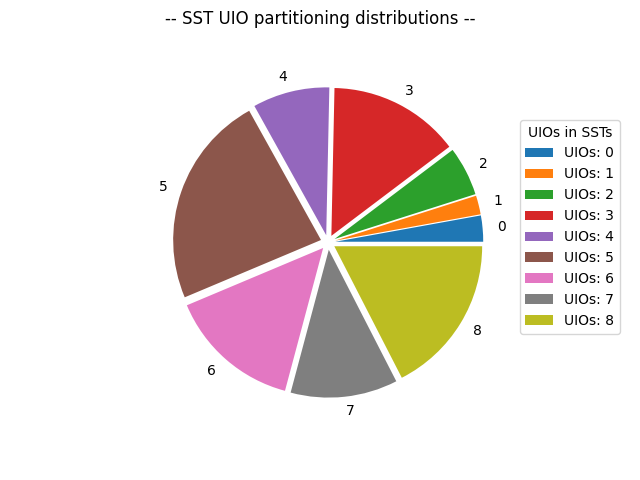 -- SST UIO partitioning distributions --
4
3
2
1
0
5
6
7
8
UIOs in SSTs
UIOs: 0
UIOs: 1
UIOs: 2
UIOs: 3
UIOs: 4
UIOs: 5
UIOs: 6
UIOs: 7
UIOs: 8